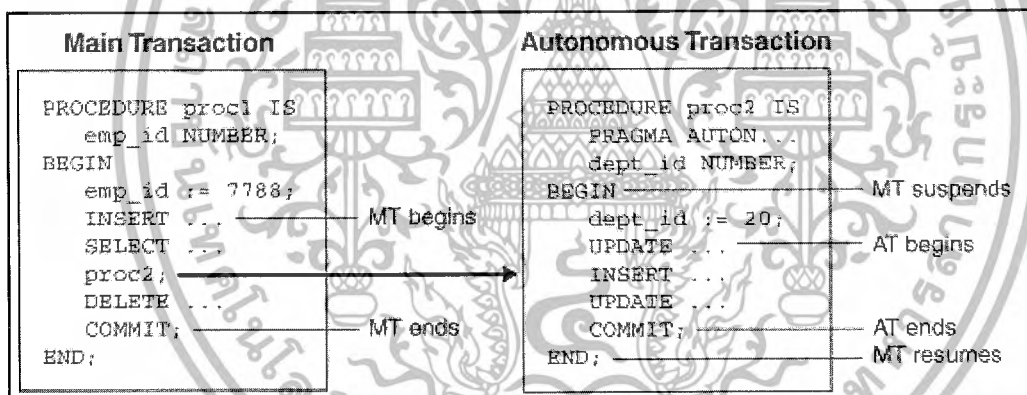 Main Transaction
PROCEDURE proc1 IS
emp_id NUMBER;
BEGIN
emp_id := 7788;
INSERT ... MT begins
SELECT ...
proc2;
DELETE ...
COMMIT; MT ends
END;
Autonomous Transaction
PROCEDURE proc2 IS
PRAGMA AUTON...
dept_id NUMBER;
BEGIN MT suspends
dept_id := 20;
UPDATE ... AT begins
INSERT ...
UPDATE ...
COMMIT; AT ends
END; MT resumes